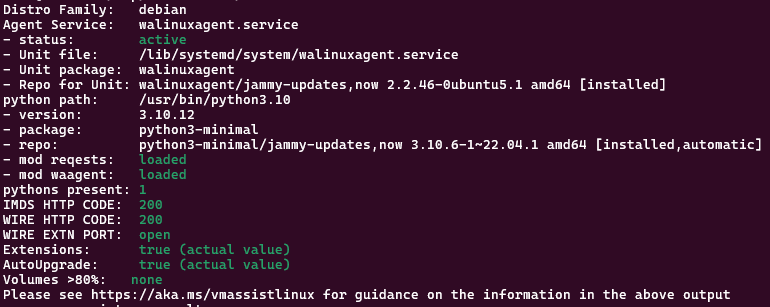 Distro Family:   debian
Agent Service:   walinuxagent.service
- status:        active
- Unit file:     /lib/systemd/system/walinuxagent.service
- Unit package:  walinuxagent
- Repo for Unit: walinuxagent/jammy-updates,now 2.2.46-0ubuntu5.1 amd64 [installed]
python path:     /usr/bin/python3.10
- version:       3.10.12
- package:       python3-minimal
- repo:          python3-minimal/jammy-updates,now 3.10.6-1~22.04.1 amd64 [installed,automatic]
- mod reqests:   loaded
- mod waagent:   loaded
pythons present: 1
IMDS HTTP CODE:  200
WIRE HTTP CODE:  200
WIRE EXTN PORT:  open
Extensions:      true (actual value)
AutoUpgrade:     true (actual value)
Volumes >80%:   none
Please see https://aka.ms/vmassistlinux for guidance on the information in the above output